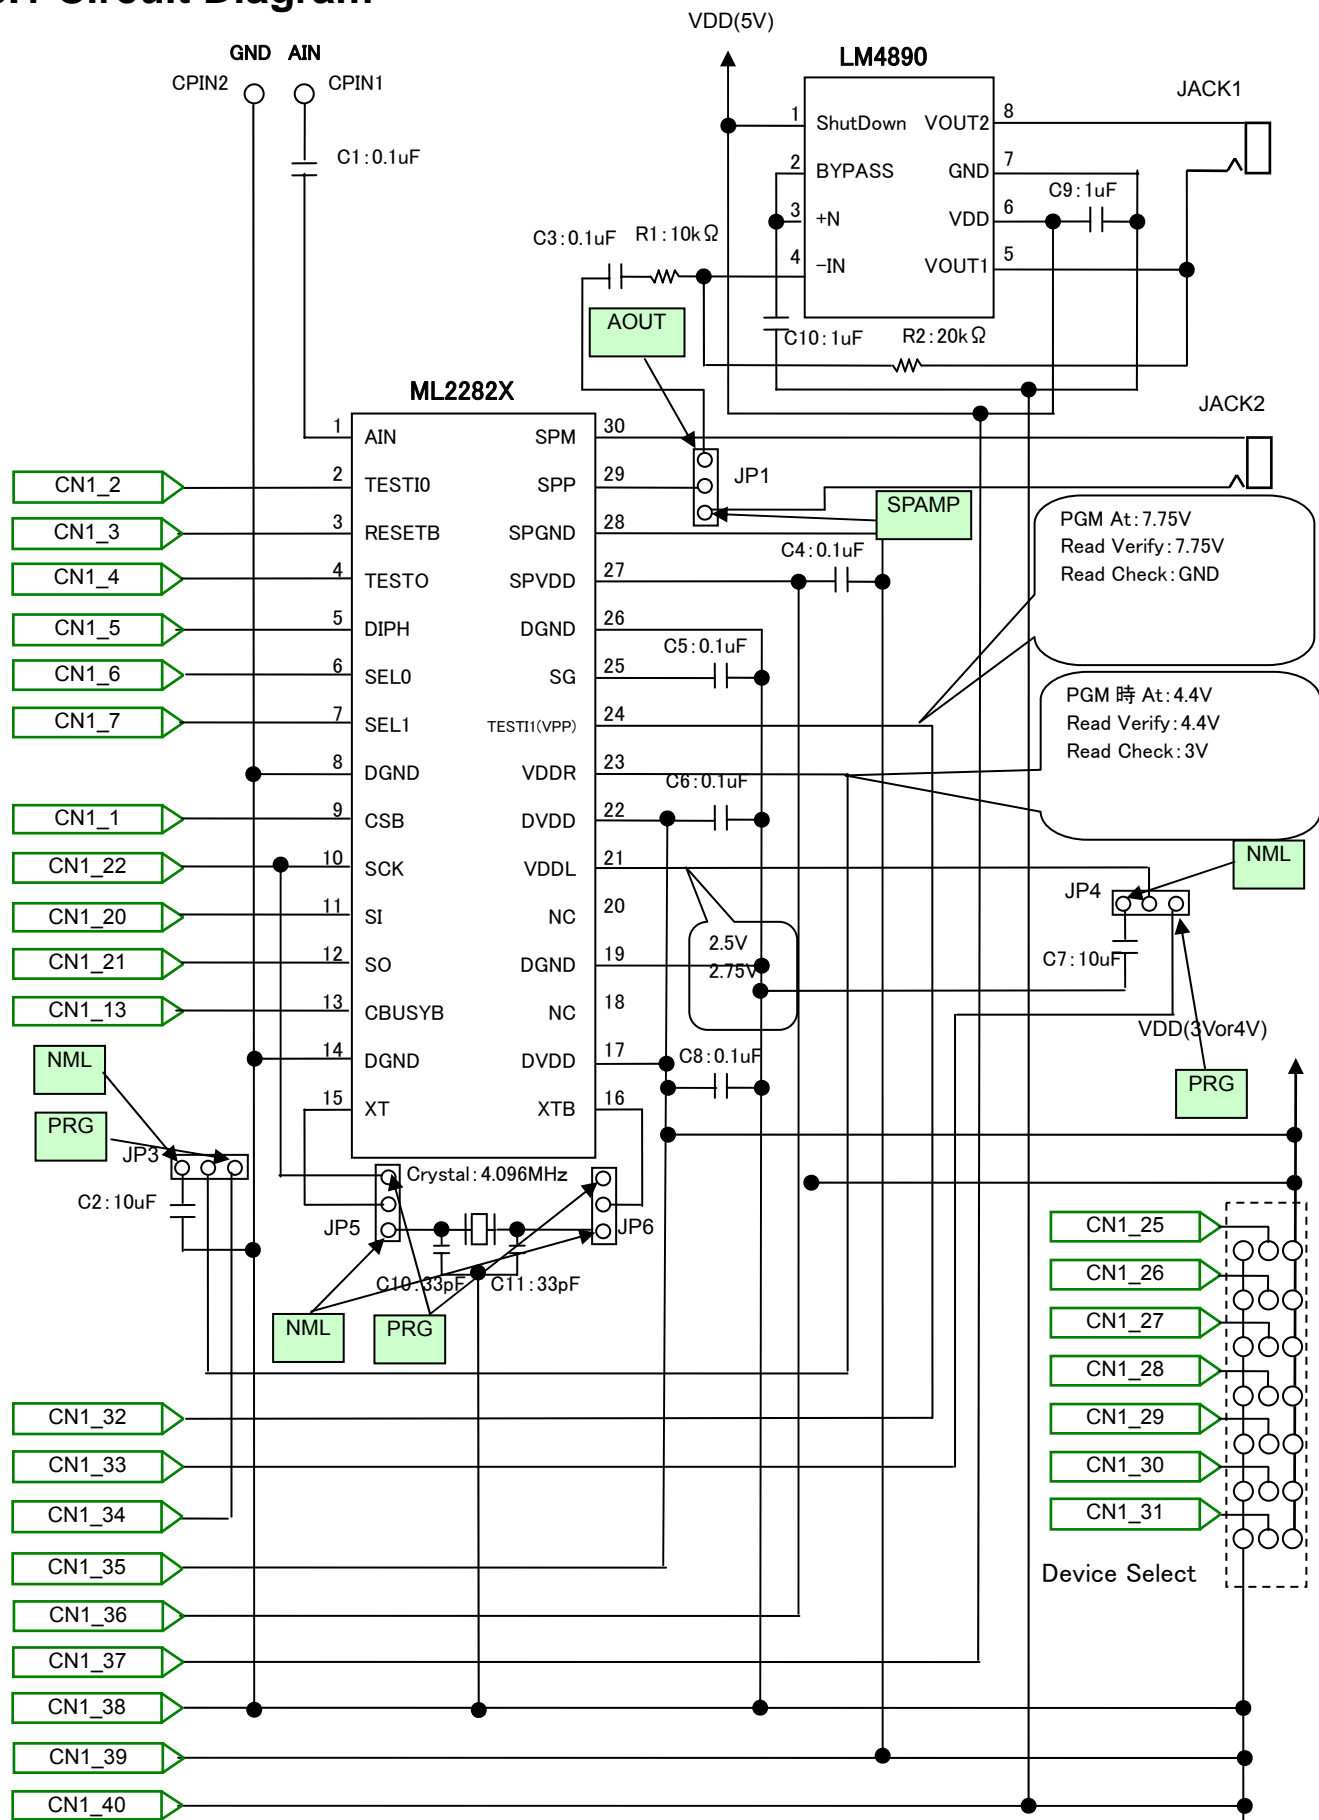 Circuit Diagram
VDD(5V)
GND AIN
LM4890
CPIN2
CPIN1
JACK1
1
ShutDown
VOUT2
8
C1:0.1uF
2
BYPASS
GND
7
C9:1uF
3
+N
VDD
6
C3:0.1uF
R1:10kΩ
4
-IN
VOUT1
5
AOUT
C10:1uF
R2:20kΩ
ML2282X
JACK2
1
AIN
SPM
30
JP1
CN1_2
2
TESTI0
SPP
29
SPAMP
CN1_3
3
RESETB
SPGND
28
PGM At:7.75V
Read Verify:7.75V
Read Check:GND
C4:0.1uF
CN1_4
4
TESTO
SPVDD
27
CN1_5
5
DIPH
DGND
26
C5:0.1uF
CN1_6
6
SEL0
SG
25
PGM 時 At:4.4V
Read Verify:4.4V
Read Check:3V
CN1_7
7
SEL1
TESTI1(VPP)
24
8
DGND
VDDR
23
C6:0.1uF
CN1_1
9
CSB
DVDD
22
CN1_22
10
SCK
VDDL
21
NML
JP4
CN1_20
11
SI
NC
20
2.5V
2.75V
CN1_21
12
SO
DGND
19
C7:10uF
CN1_13
13
CBUSYB
NC
18
VDD(3Vor4V)
NML
14
DGND
DVDD
17
C8:0.1uF
PRG
15
XT
XTB
16
PRG
JP3
Crystal:4.096MHz
C2:10uF
JP5
JP6
C10:33pF
C11:33pF
NML
PRG
CN1_25
CN1_26
CN1_27
CN1_28
CN1_29
CN1_30
CN1_31
Device Select
CN1_32
CN1_33
CN1_34
CN1_35
CN1_36
CN1_37
CN1_38
CN1_39
CN1_40